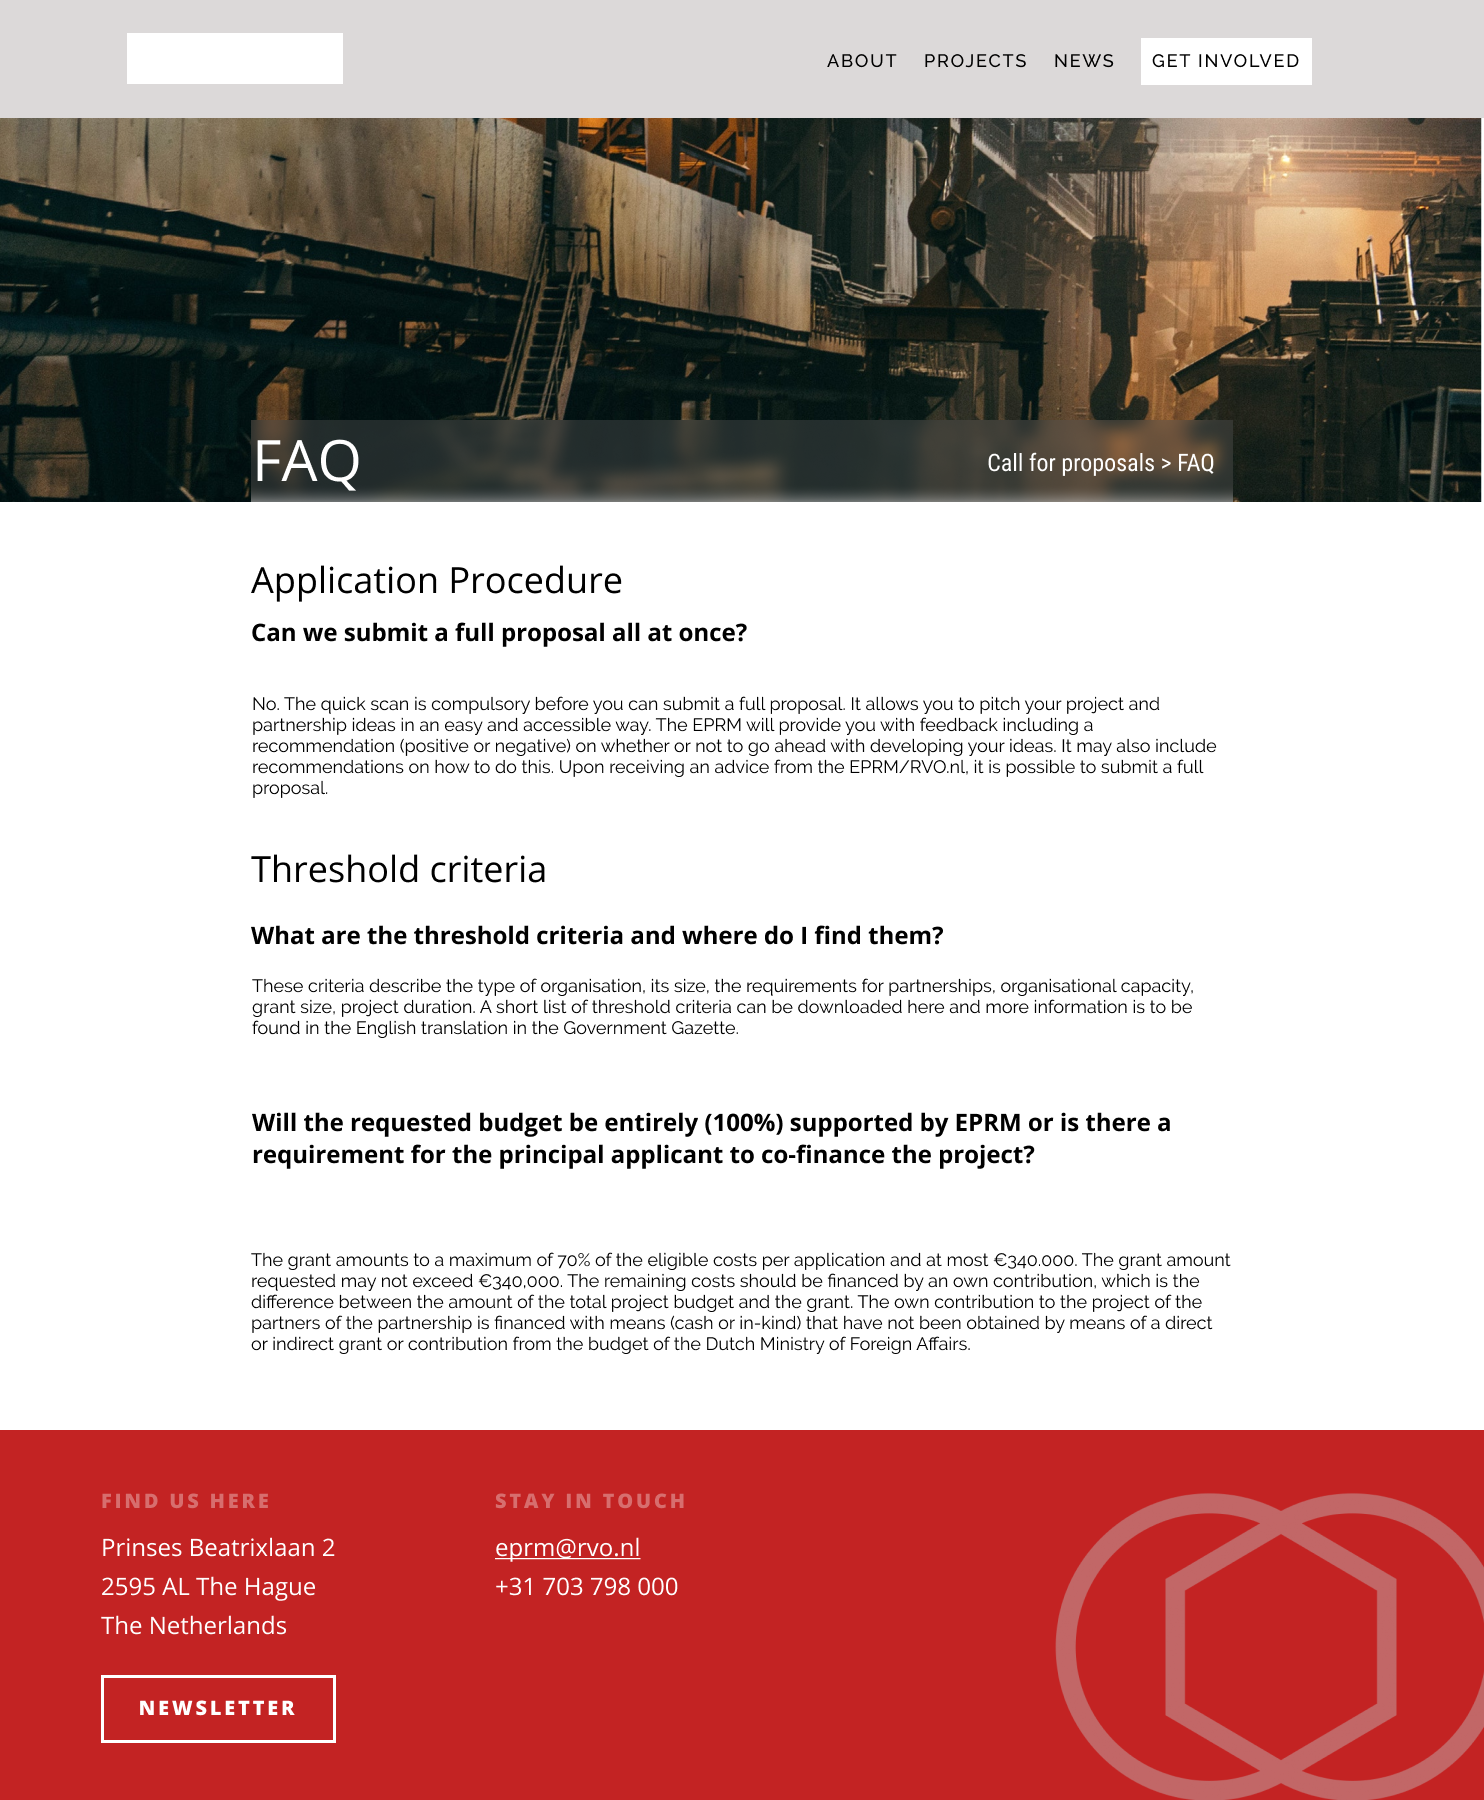 ABOUT PROJECTS NEWS GET INVOLVED
FAQ
Call for proposals > FAQ
Application Procedure
Can we submit a full proposal all at once?
No. The quick scan is compulsory before you can submit a full proposal. It allows you to pitch your project and
partnership ideas in an easy and accessible way. The EPRM will provide you with feedback including a
recommendation (positive or negative) on whether or not to go ahead with developing your ideas. It may also include
recommendations on how to do this. Upon receiving an advice from the EPRM/RVO.nl, it is possible to submit a full
proposal.
Threshold criteria
What are the threshold criteria and where do I find them?
These criteria describe the type of organisation, its size, the requirements for partnerships, organisational capacity,
grant size, project duration. A short list of threshold criteria can be downloaded here and more information is to be
found in the English translation in the Government Gazette.
Will the requested budget be entirely (100%) supported by EPRM or is there a
requirement for the principal applicant to co-finance the project?
The grant amounts to a maximum of 70% of the eligible costs per application and at most €340.000. The grant amount
requested may not exceed €340,000. The remaining costs should be financed by an own contribution, which is the
difference between the amount of the total project budget and the grant. The own contribution to the project of the
partners of the partnership is financed with means (cash or in-kind) that have not been obtained by means of a direct
or indirect grant or contribution from the budget of the Dutch Ministry of Foreign Affairs.
FIND US HERE
Prinses Beatrixlaan 2
2595 AL The Hague
The Netherlands
NEWSLETTER
STAY IN TOUCH
eprm@rvo.nl
+31 703 798 000